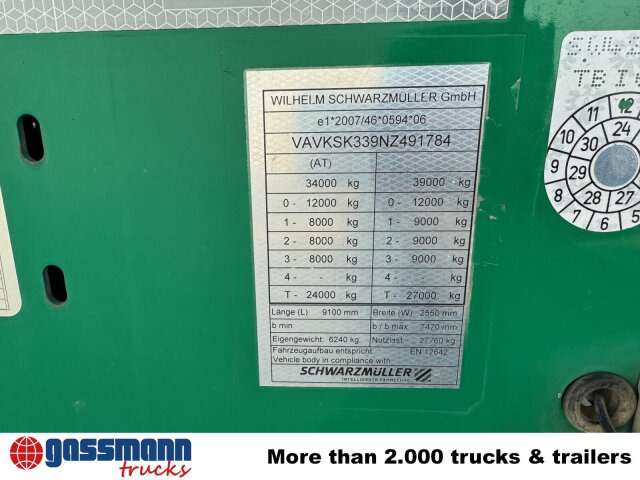 WILHELM SCHWARZMÜLLER GmbH
e1*2007/46*0594*06
VAVKSK339NZ491784
(AT)
34000 kg 39000 kg
0 - 12000 kg 0 - 12000 kg
1 - 8000 kg 1 - 9000 kg
2 - 8000 kg 2 - 9000 kg
3 - 8000 kg 3 - 9000 kg
4 - - kg 4 - - kg
T - 24000 kg T - 27000 kg
Länge (L): 9100 mm Breite (W): 2550 mm
b min. b / b max 7470 mm
Eigengewicht: 6240 kg Nutzlast - 27760 kg
Fahrzeugaufbau entspricht EN 12642 -
Vehicle body in compliance with
SCHWARZMÜLLER
INTELLIGENTE FAHRZEUGE
11 12
10 30
9 29
8 28 27
7 6
gassmann
trucks
More than 2.000 trucks & trailers